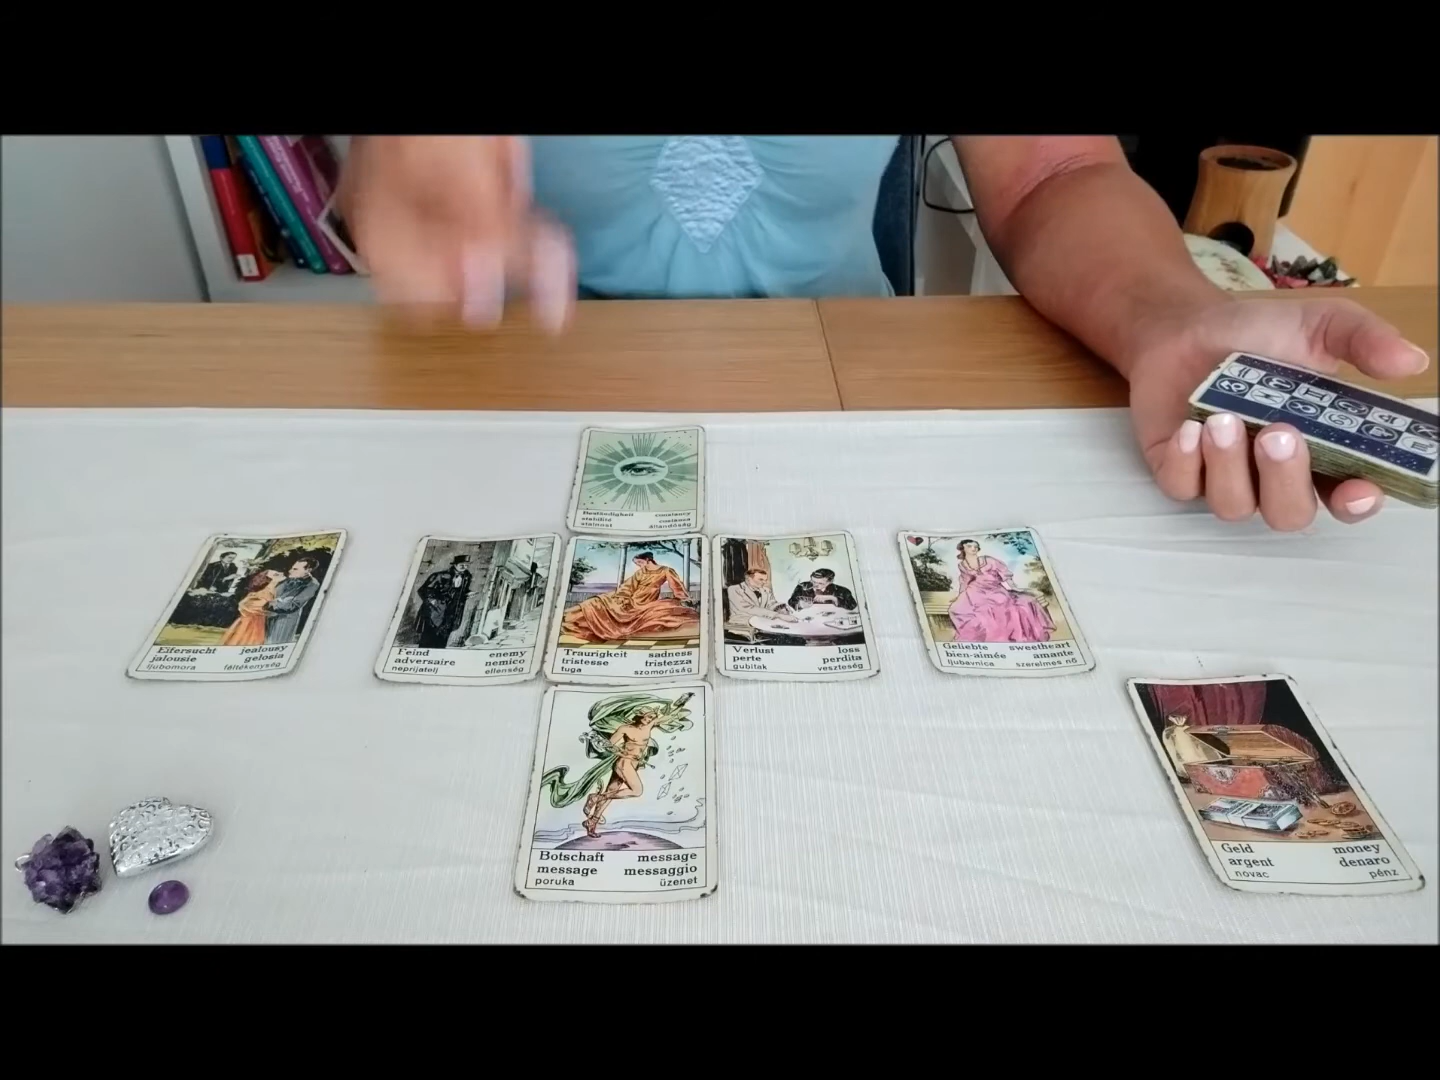 Beständigkeit constancy
stabilité costanza
stalnost állandóság
Eifersucht jealousy
jalousie gelosia
ljubomora féltékenység
Feind enemy
adversaire nemico
neprijatelj ellenség
Traurigkeit sadness
tristesse tristezza
tuga szomorúság
Verlust loss
perte perdita
gubitak veszteség
Geliebte sweetheart
bien-aimée amante
ljubavnica szerelmes nő
Botschaft message
message messaggio
poruka üzenet
Geld money
argent denaro
novac pénz